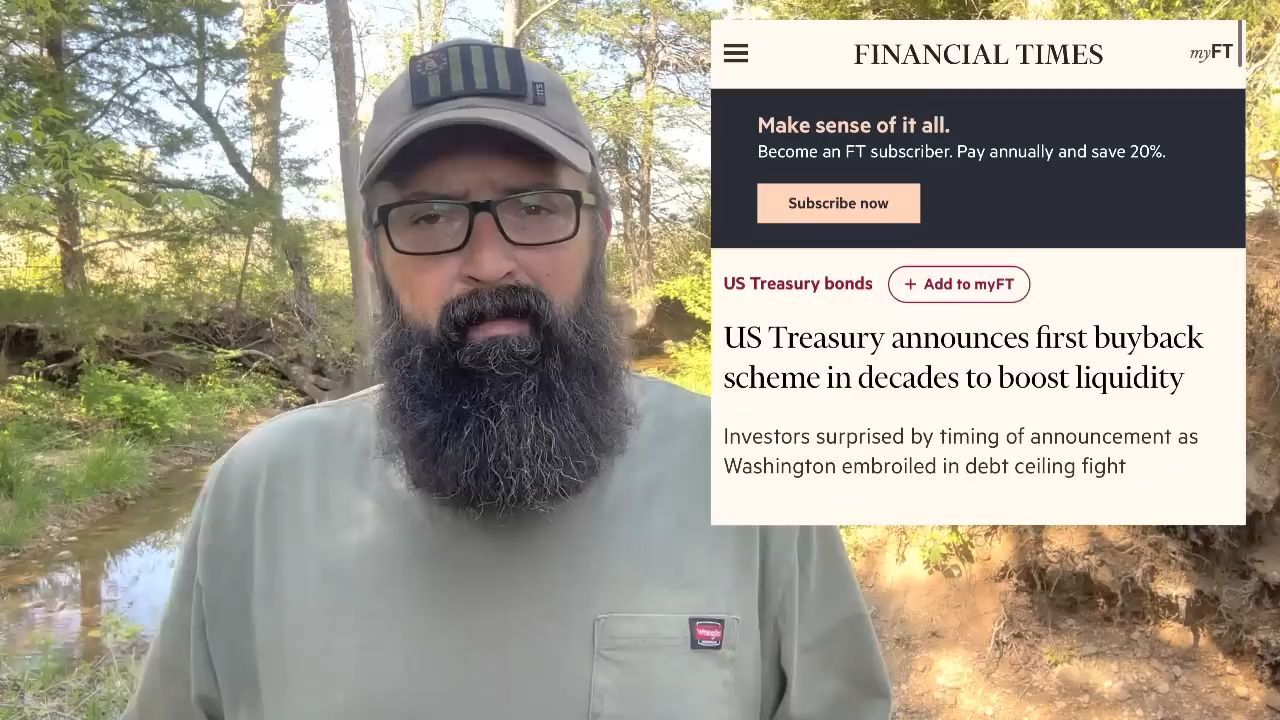 FINANCIAL TIMES
myFT
Make sense of it all.
Become an FT subscriber. Pay annually and save 20%.
Subscribe now
US Treasury bonds
+ Add to myFT
US Treasury announces first buyback
scheme in decades to boost liquidity
Investors surprised by timing of announcement as
Washington embroiled in debt ceiling fight
Wrangler